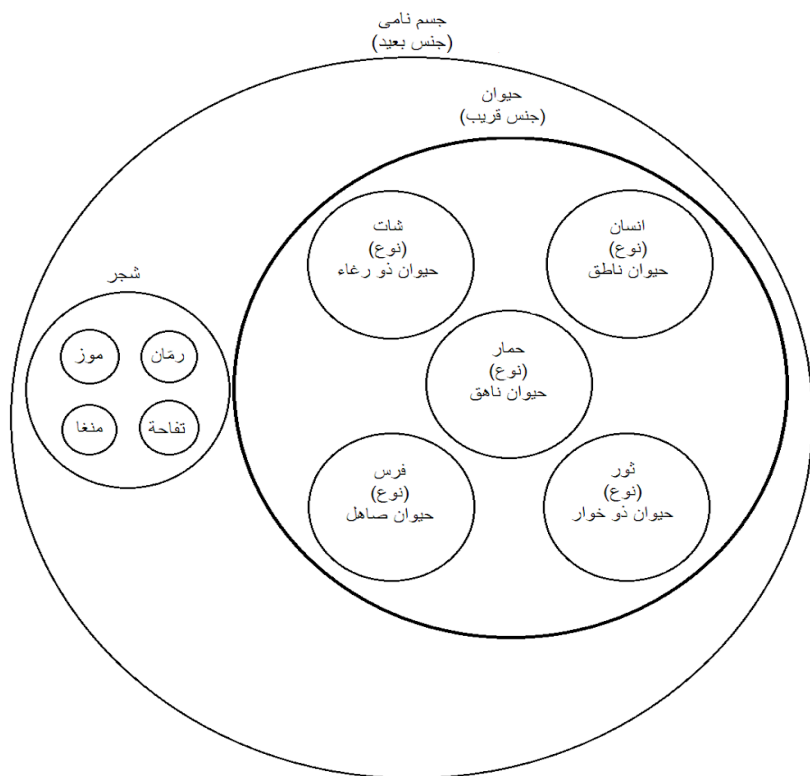 جسم نامی
(جنس بعید)
حیوان
(جنس قریب)
انسان
(نوع)
حیوان ناطق
شات
(نوع)
حیوان ذو رغاء
حمار
(نوع)
حیوان ناهق
ثور
(نوع)
حیوان ذو خوار
فرس
(نوع)
حیوان صاهل
شجر
رمّان
موز
تفاحة
منغا